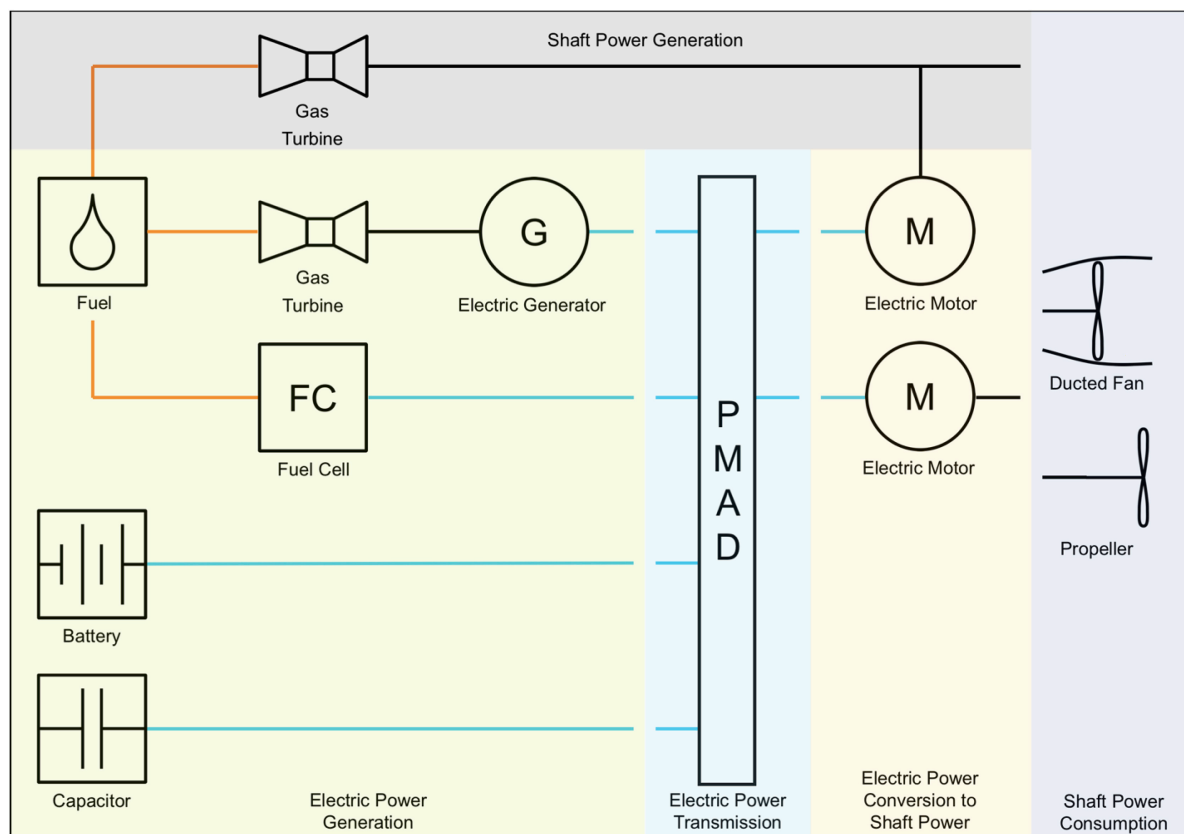 Shaft Power Generation
Gas
Turbine
Fuel
Gas
Turbine
G
Electric Generator
M
Electric Motor
FC
Fuel Cell
P
M
A
D
M
Electric Motor
Ducted Fan
Propeller
Battery
Capacitor
Electric Power
Generation
Electric Power
Transmission
Electric Power
Conversion to
Shaft Power
Shaft Power
Consumption